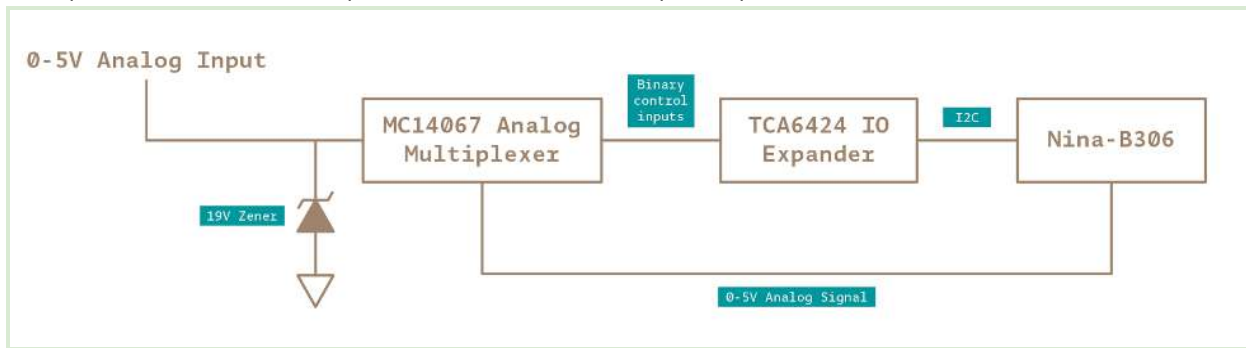 0-5V Analog Input
Binary
control
inputs
MC14067 Analog
Multiplexer
TCA6424 IO
Expander
I2C
Nina-B306
19V Zener
0-5V Analog Signal